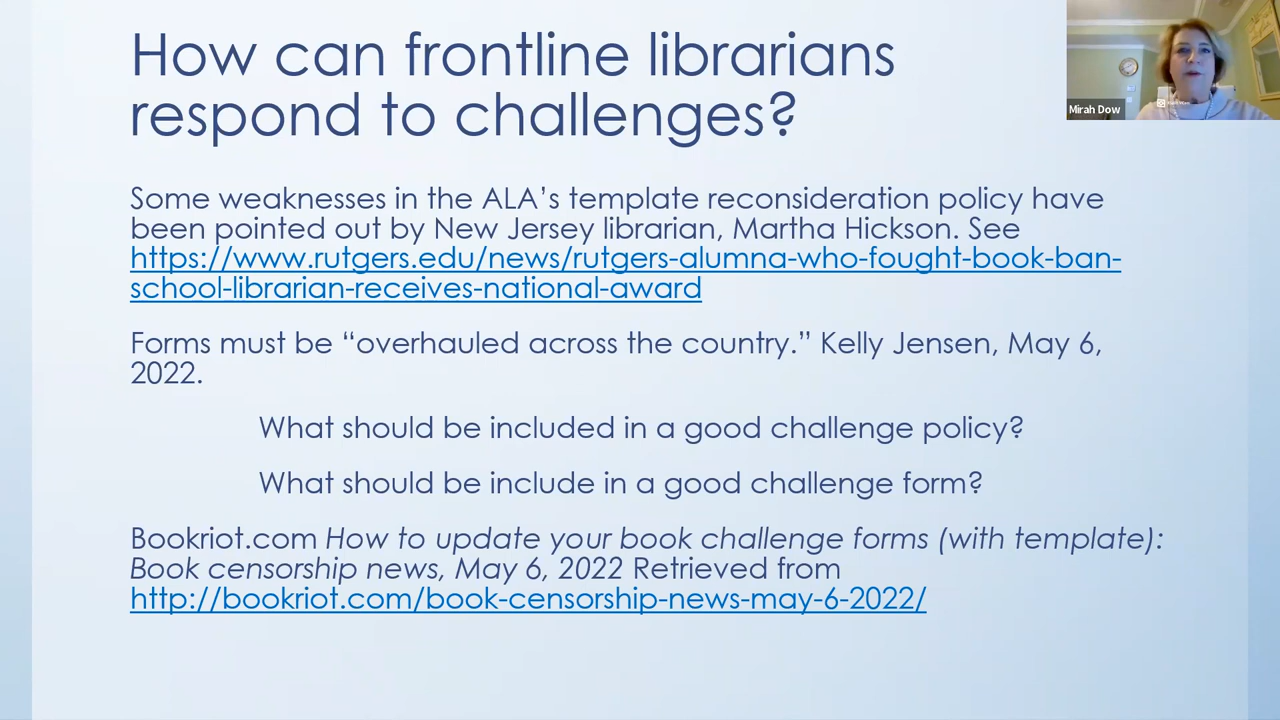 How can frontline librarians
respond to challenges?
Mirah Dow
Some weaknesses in the ALA’s template reconsideration policy have
been pointed out by New Jersey librarian, Martha Hickson. See
https://www.rutgers.edu/news/rutgers-alumna-who-fought-book-ban-
school-librarian-receives-national-award
Forms must be “overhauled across the country.” Kelly Jensen, May 6,
2022.
What should be included in a good challenge policy?
What should be include in a good challenge form?
Bookriot.com How to update your book challenge forms (with template):
Book censorship news, May 6, 2022 Retrieved from
http://bookriot.com/book-censorship-news-may-6-2022/